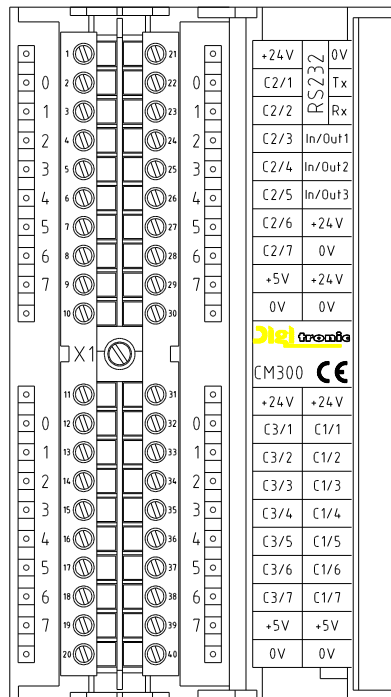 1 21 +24V RS232 0V
0 2 22 0 C2/1 Tx
1 3 23 1 C2/2 Rx
2 4 24 2 C2/3 In/Out1
3 5 25 3 C2/4 In/Out2
4 6 26 4 C2/5 In/Out3
5 7 27 5 C2/6 +24V
6 8 28 6 C2/7 0V
7 9 29 7 +5V +24V
10 30 0V 0V
Digitronic
X1 CM300 CE
11 31 +24V +24V
0 12 32 0 C3/1 C1/1
1 13 33 1 C3/2 C1/2
2 14 34 2 C3/3 C1/3
3 15 35 3 C3/4 C1/4
4 16 36 4 C3/5 C1/5
5 17 37 5 C3/6 C1/6
6 18 38 6 C3/7 C1/7
7 19 39 7 +5V +5V
20 40 0V 0V